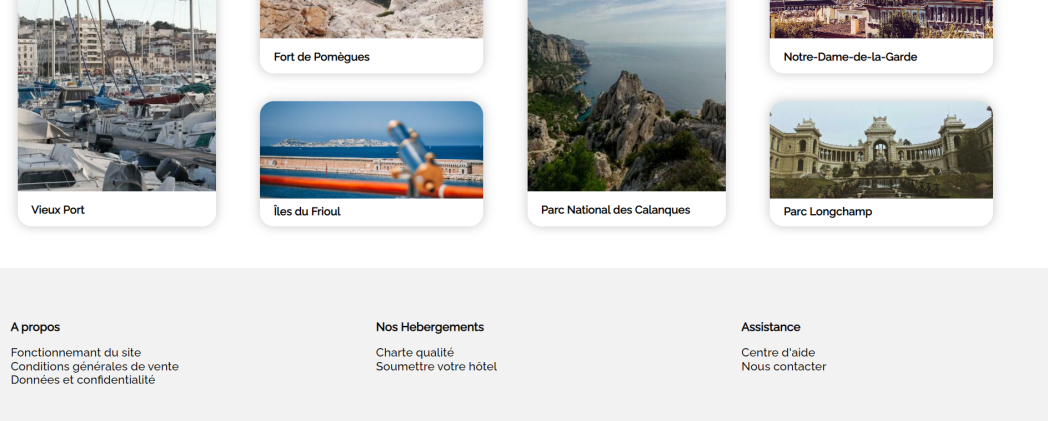 Fort de Pomègues
Notre-Dame-de-la-Garde
Vieux Port
Îles du Frioul
Parc National des Calanques
Parc Longchamp
A propos
Fonctionnemant du site
Conditions générales de vente
Données et confidentialité
Nos Hebergements
Charte qualité
Soumettre votre hôtel
Assistance
Centre d'aide
Nous contacter